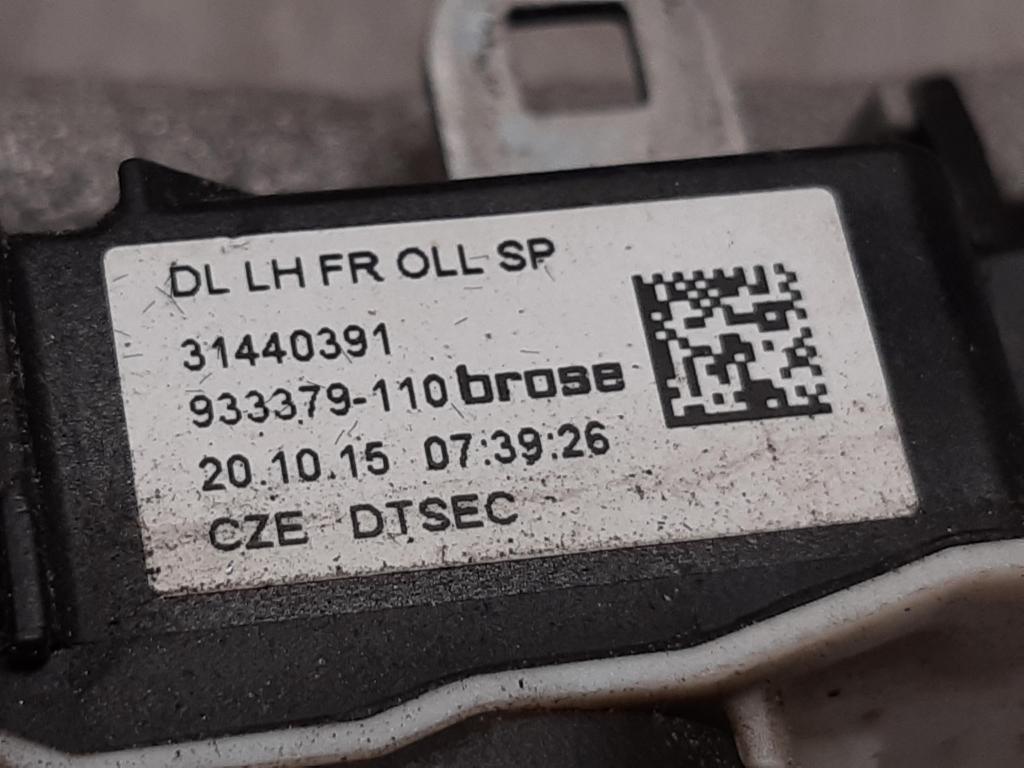 DL LH FR OLL SP
31440391
933379-110 brose
20.10.15 07:39:26
CZE DTSEC